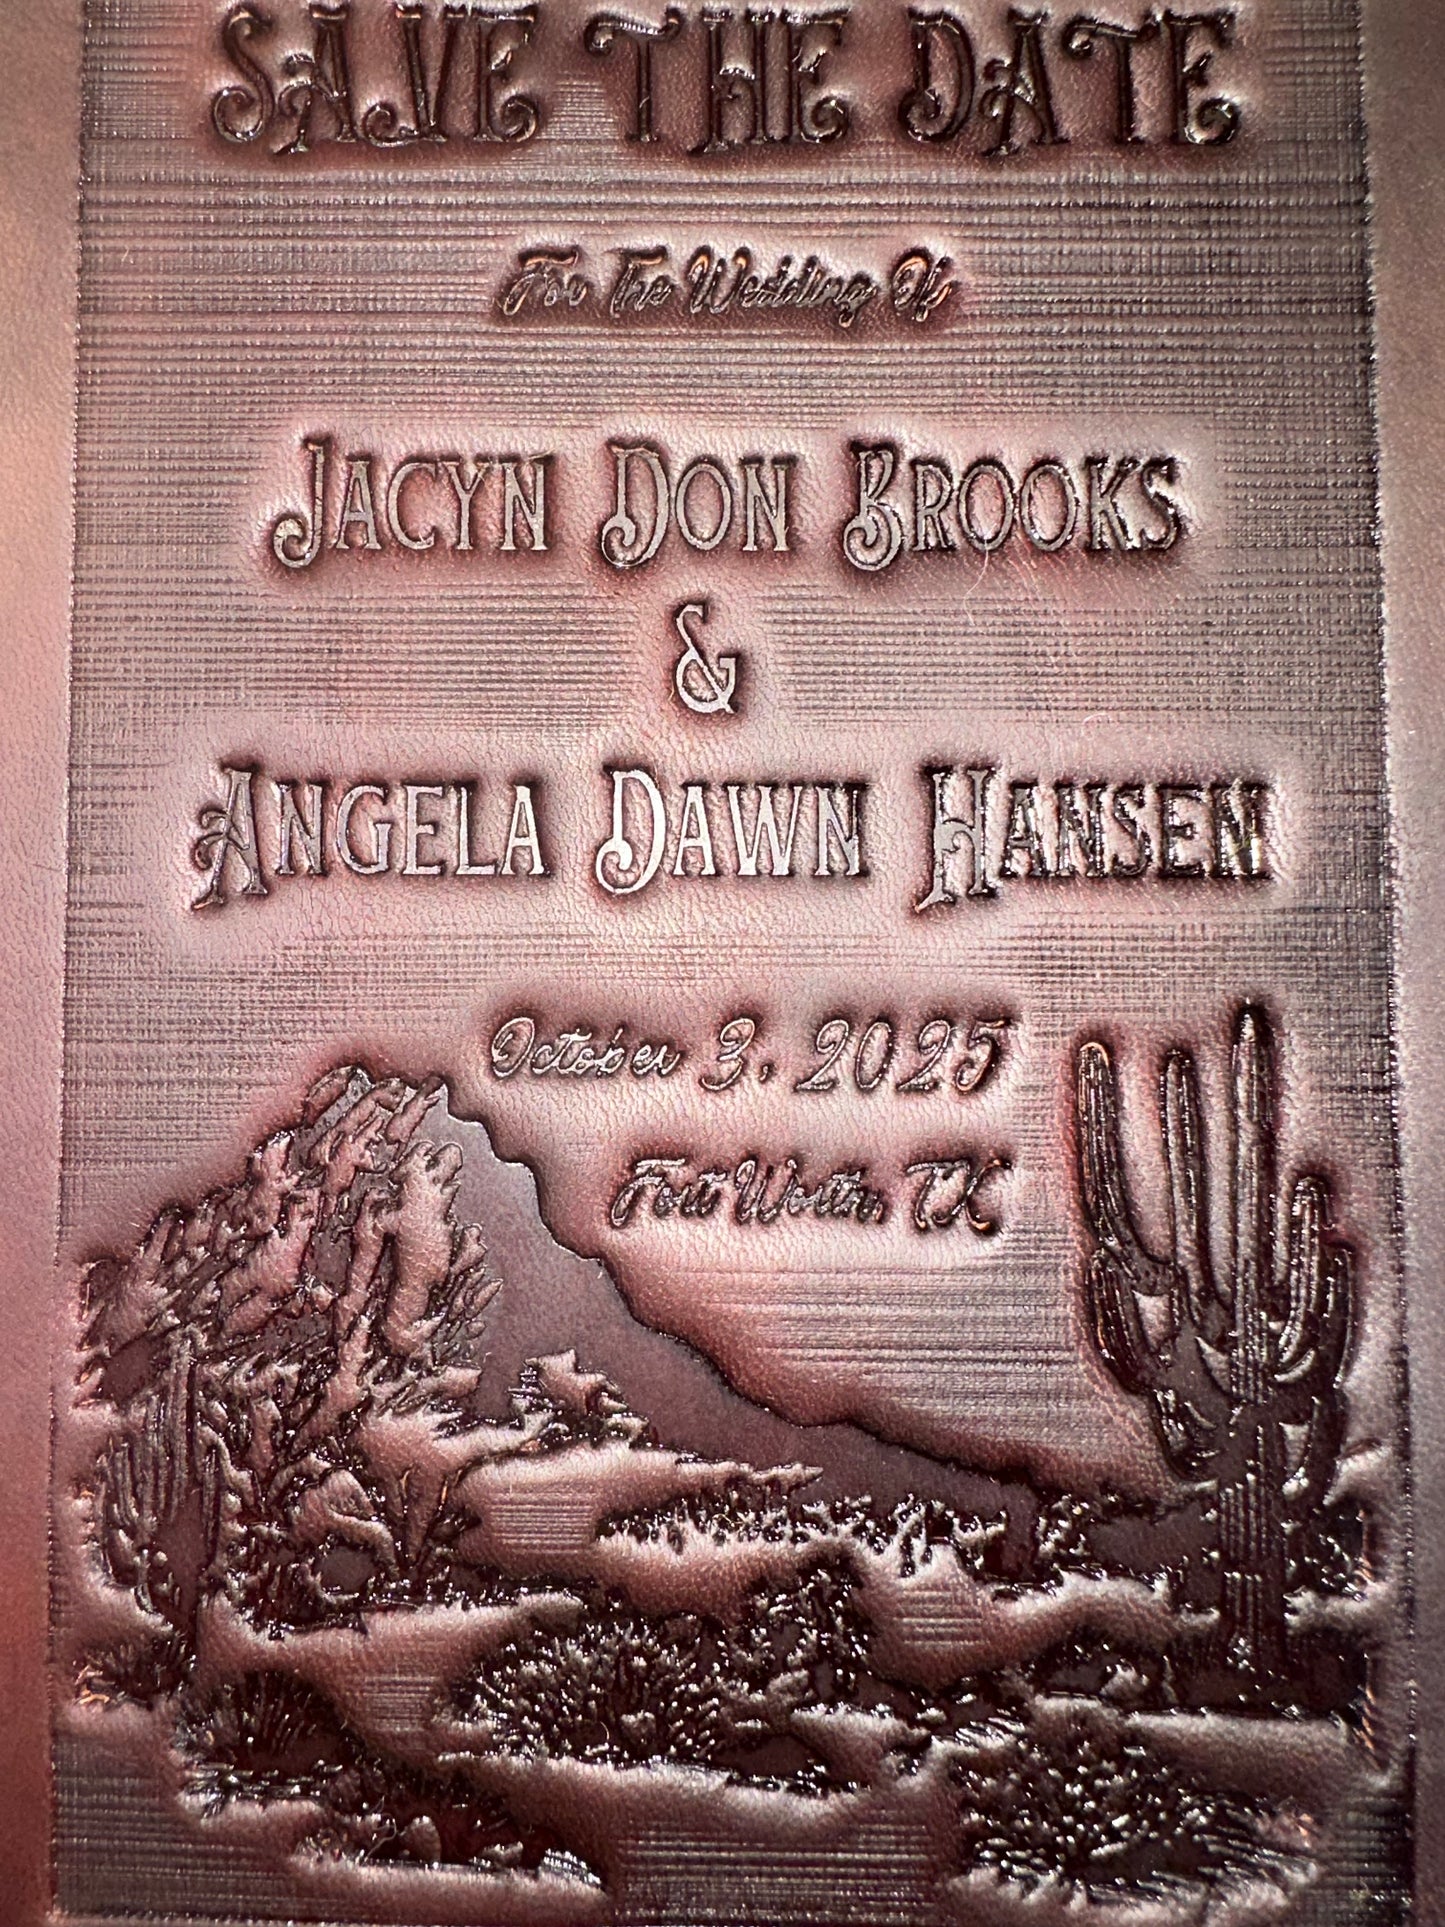 SAVE THE DATE
For The Wedding Of
JACYN DON BROOKS
&
ANGELA DAWN HANSEN
October 3, 2025
Fort Worth, TX